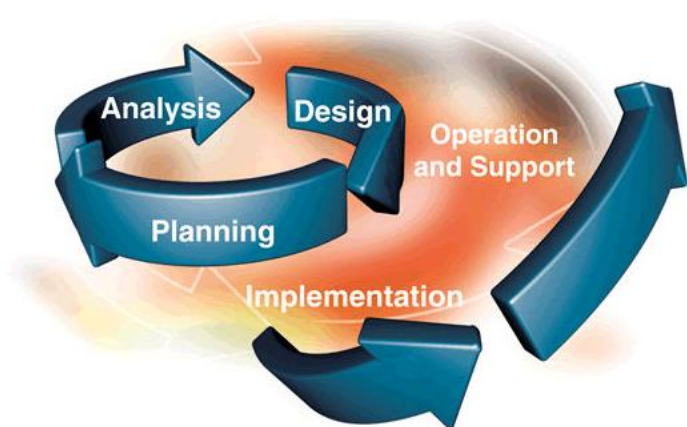 Analysis
Design
Operation
and Support
Planning
Implementation